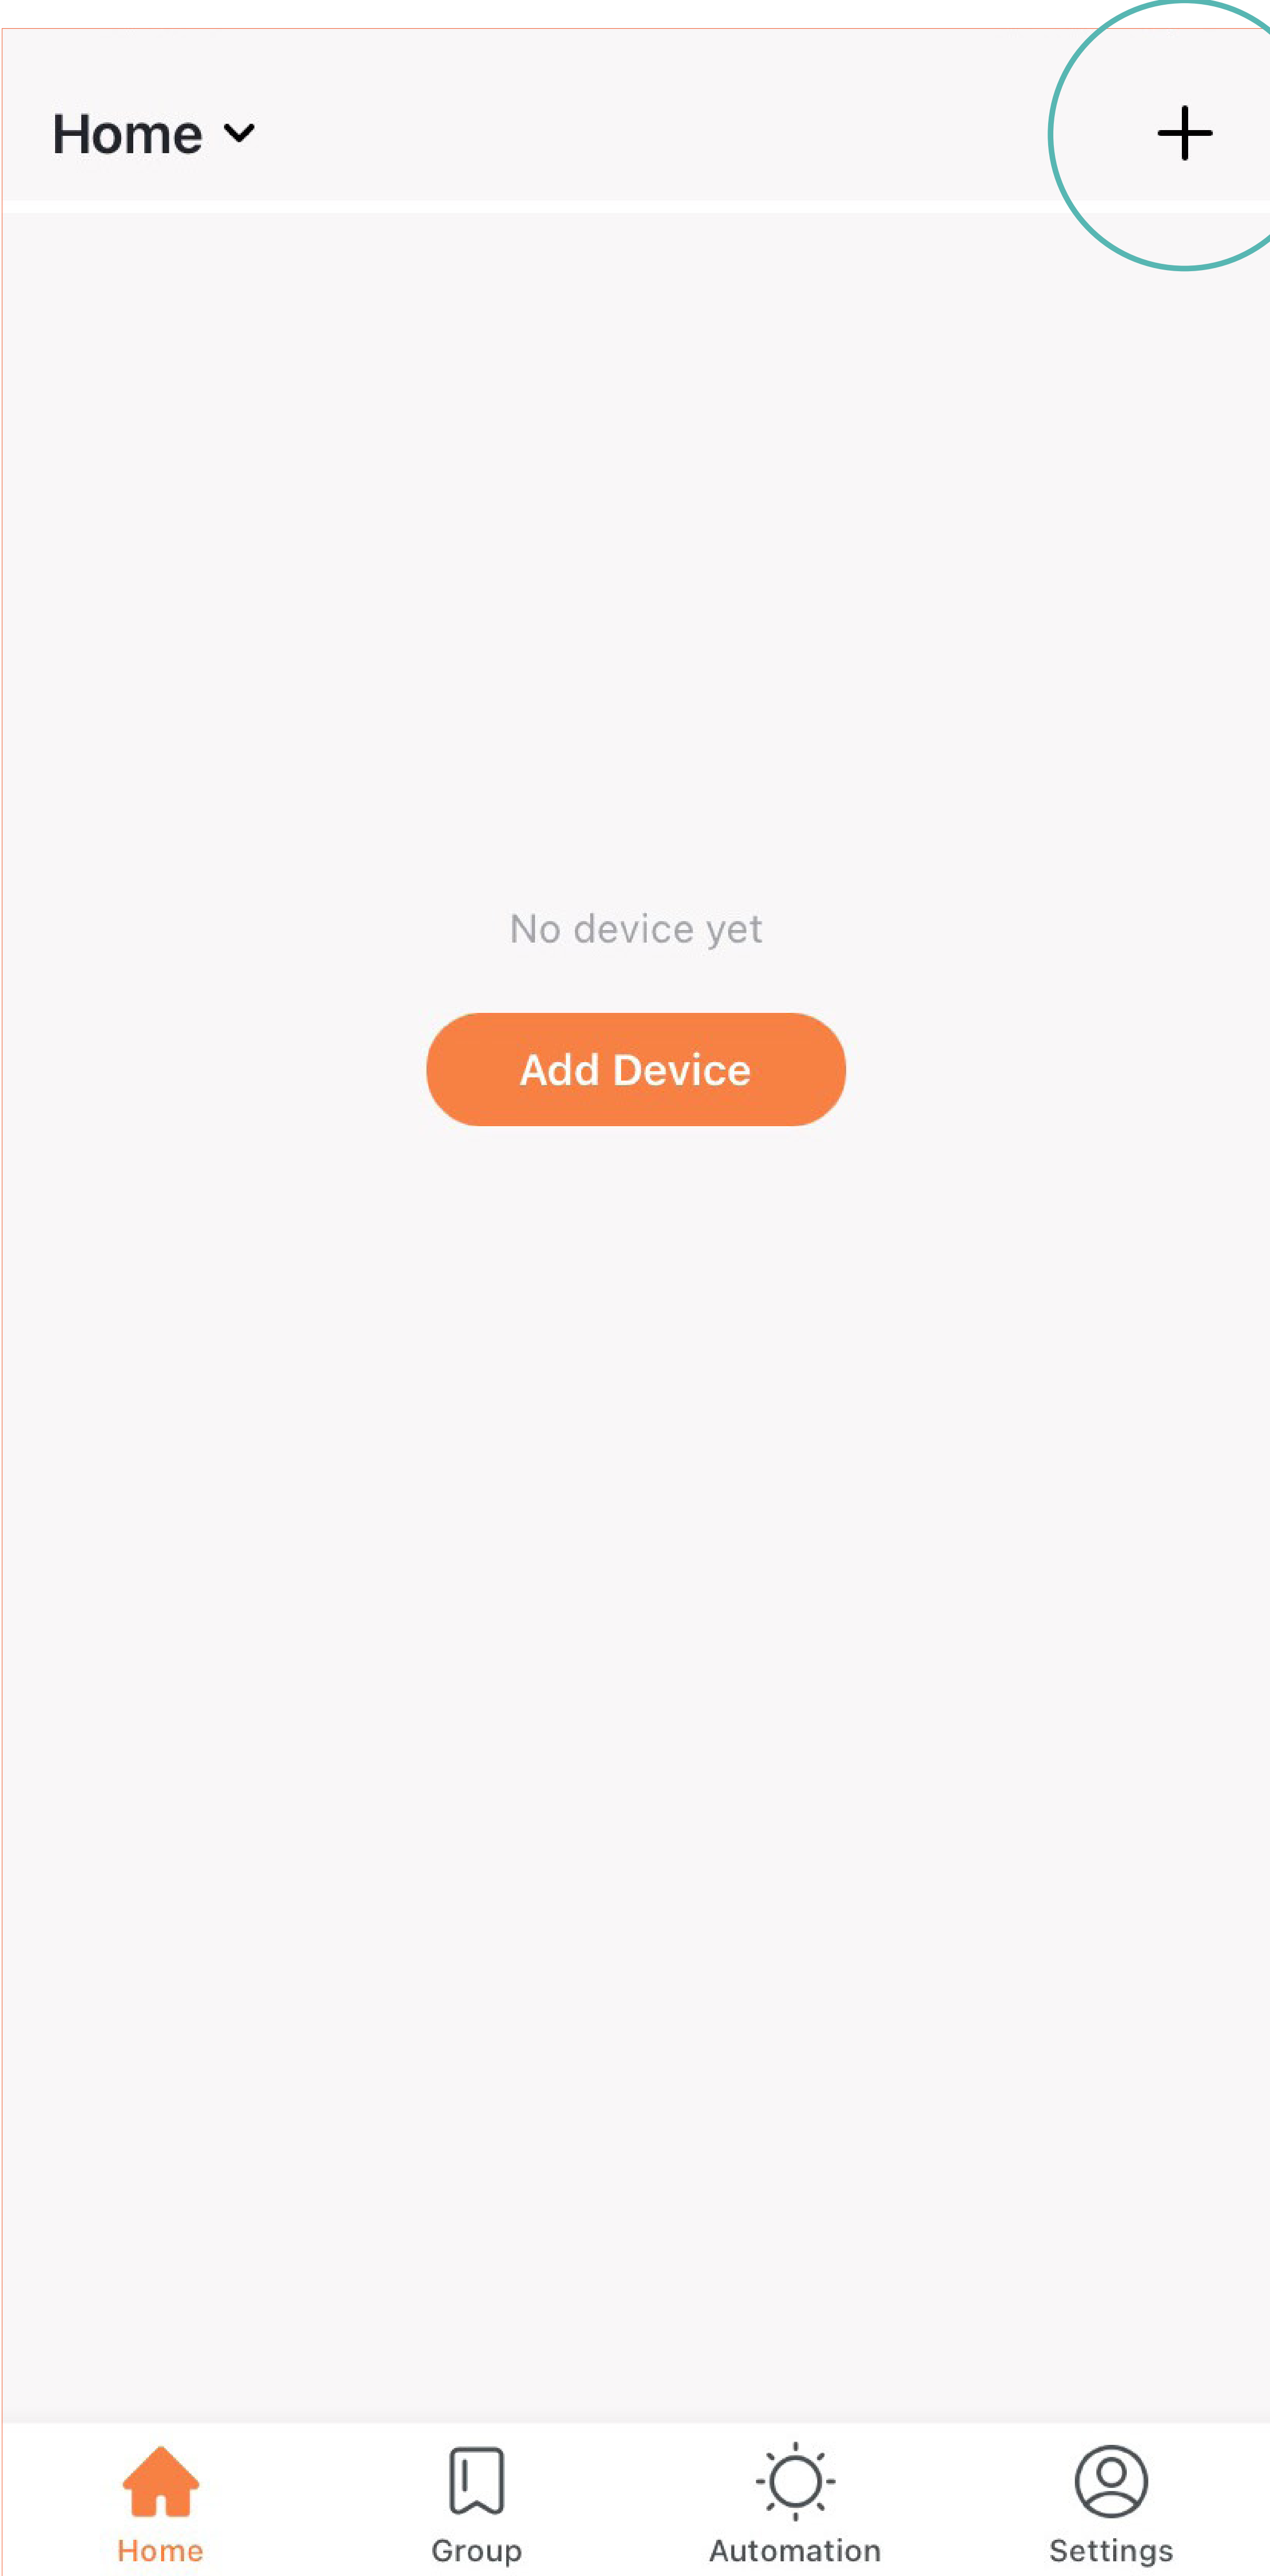 Home
No device yet
Add Device
Home
Group
Automation
Settings